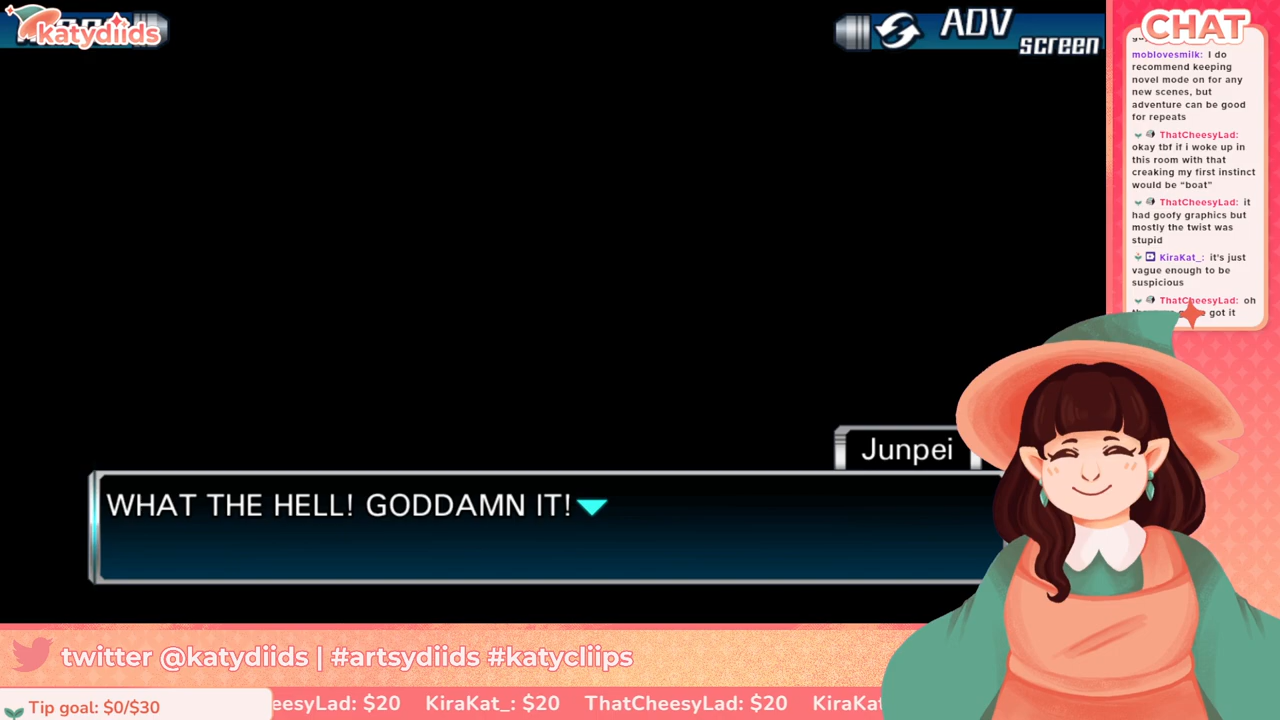 katydiids
ADV
screen
CHAT
moblovesmilk: I do
recommend keeping
novel mode on for any
new scenes, but
adventure can be good
for repeats
ThatCheesyLad:
okay tbf if i woke up in
this room with that
creaking my first instinct
would be “boat”
ThatCheesyLad: it
had goofy graphics but
mostly the twist was
stupid
KiraKat_: it's just
vague enough to be
suspicious
ThatCheesyLad: oh
got it
Junpei
WHAT THE HELL! GODDAMN IT!
twitter @katydiids | #artsydiids #katycliips
Tip goal: $0/$30
eesyLad: $20 KiraKat_: $20 ThatCheesyLad: $20 KiraKat